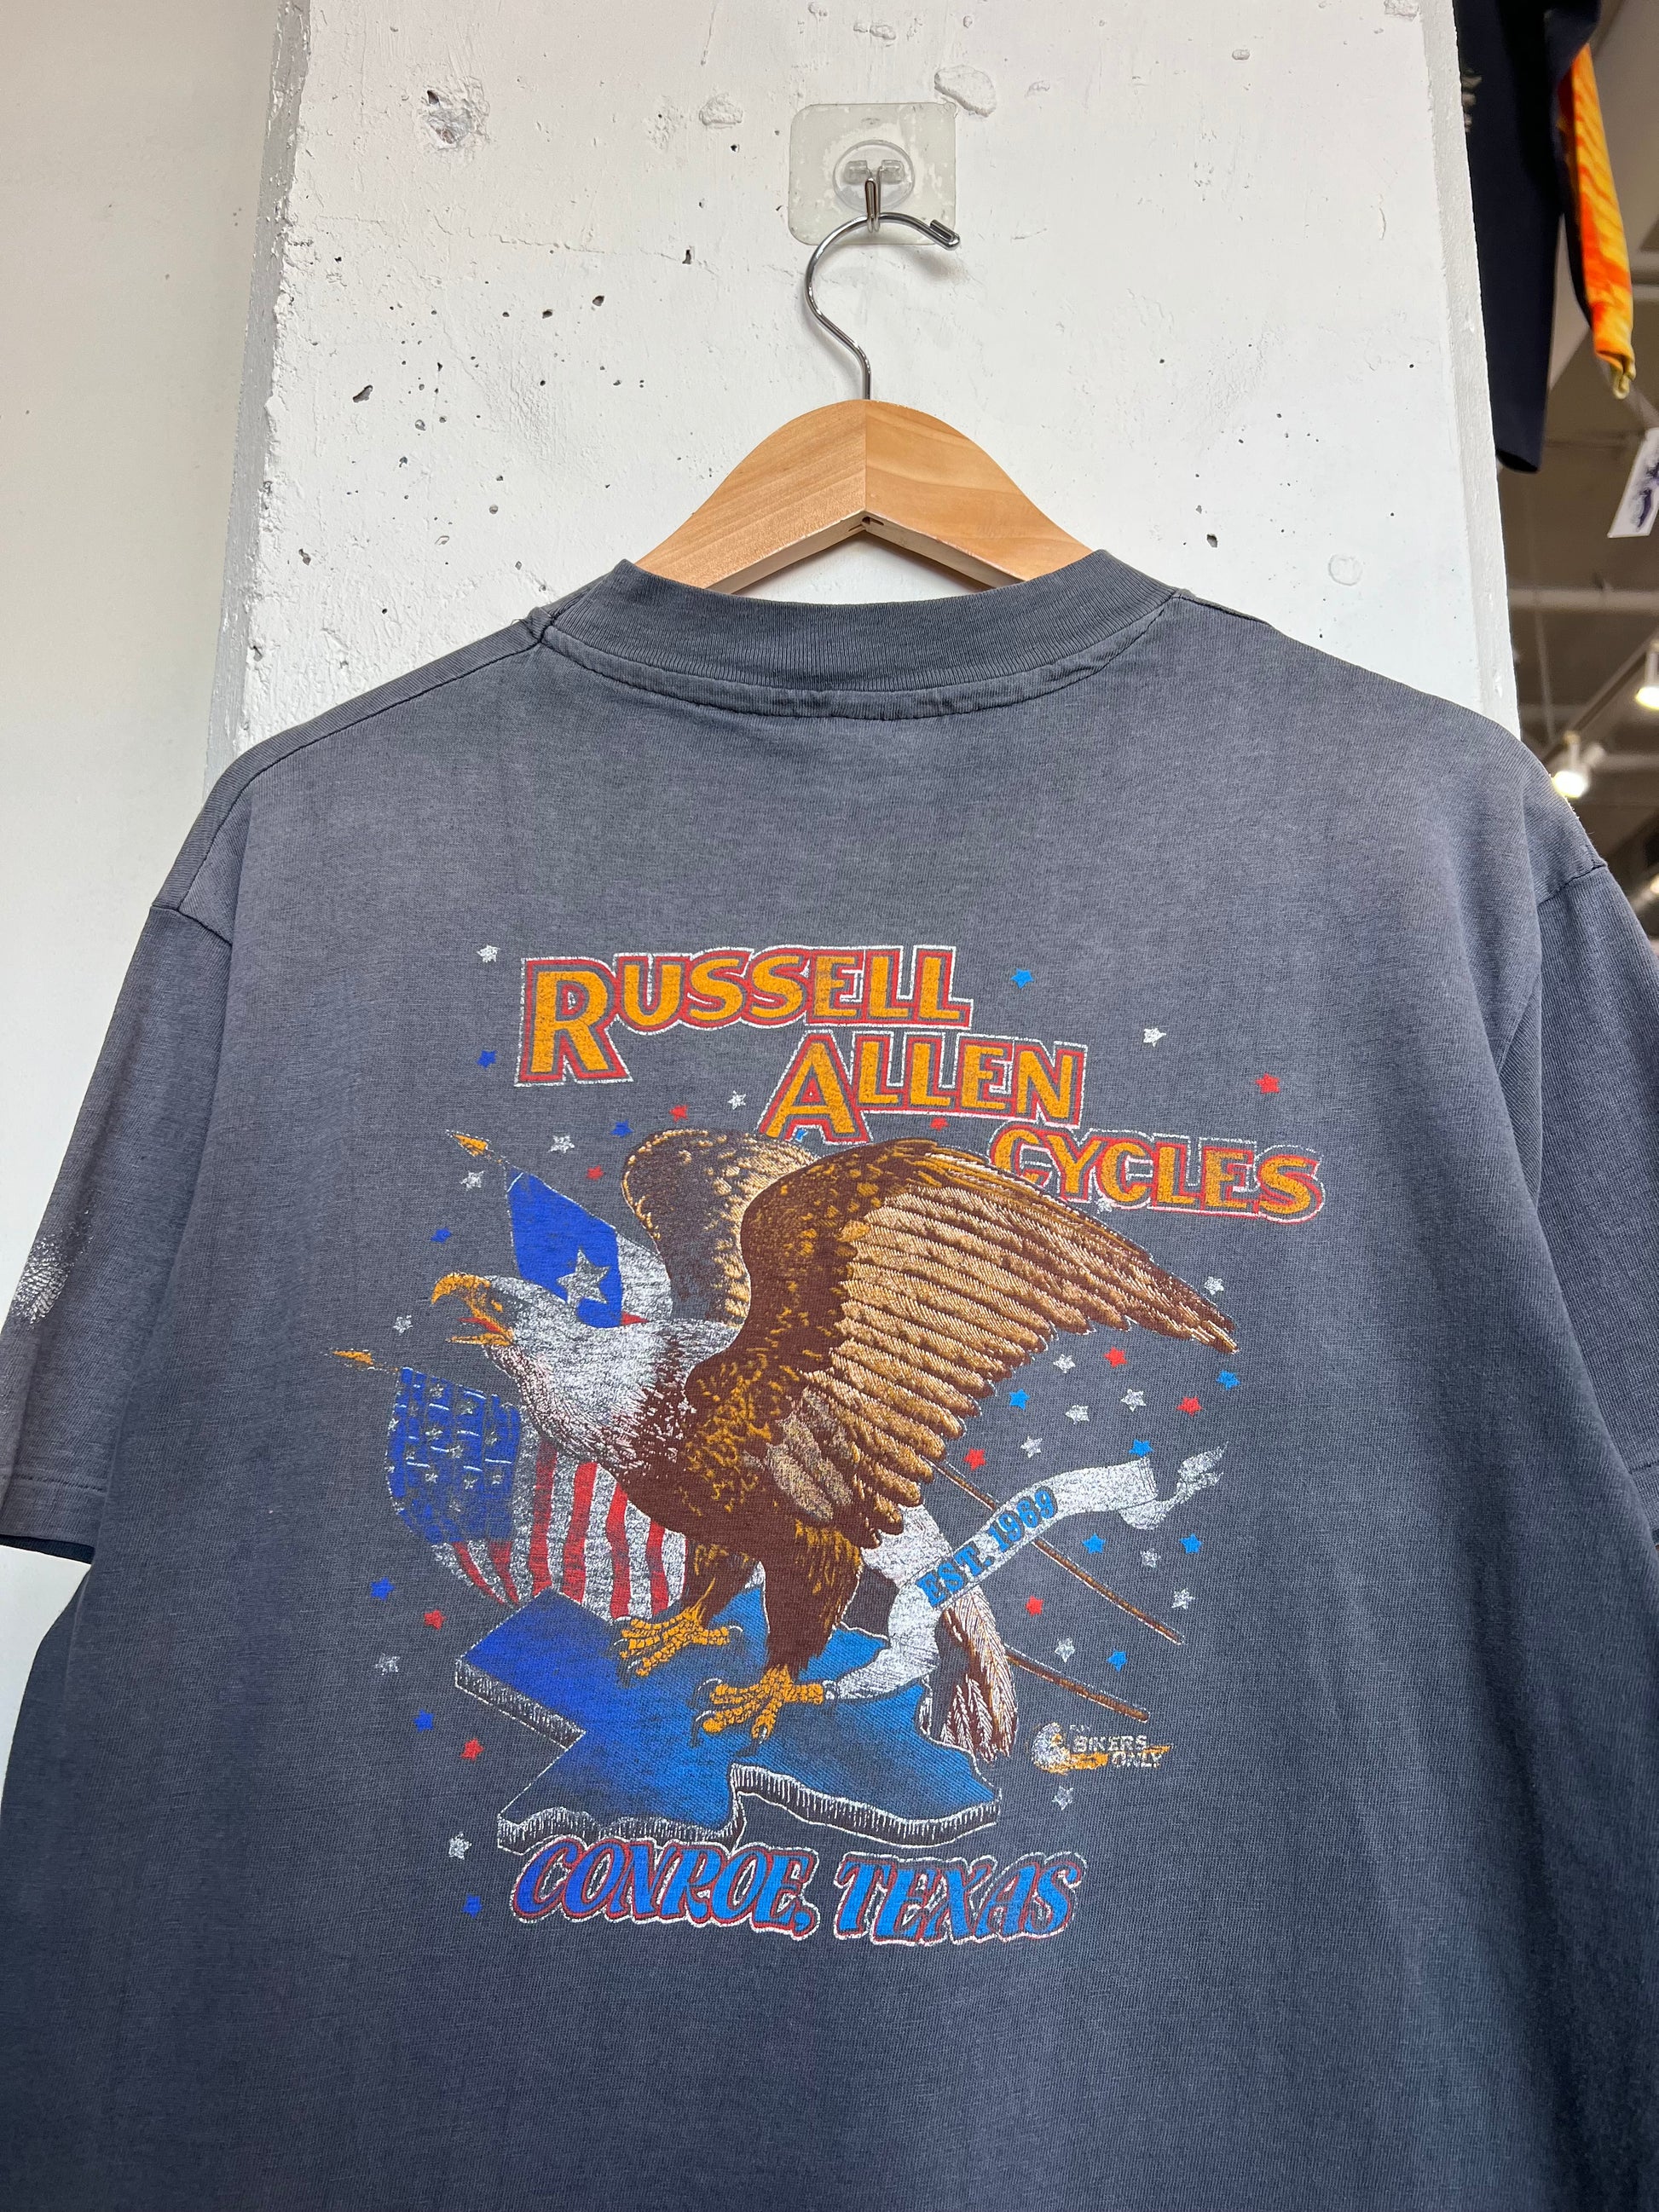 RUSSELL
ALLEN
CYCLES
EST. 1969
BIKERS
ONLY
CONROE, TEXAS